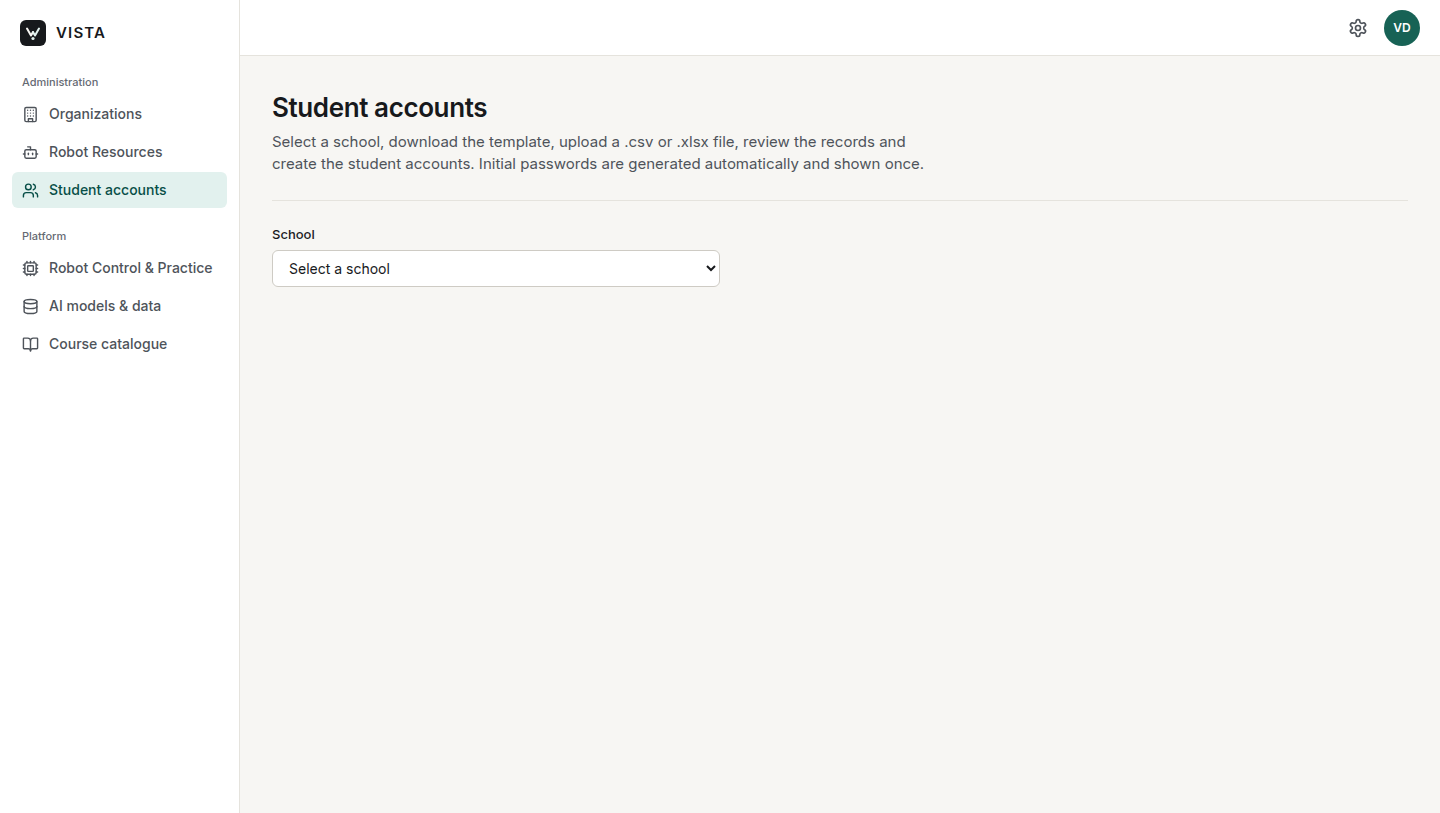 VISTA
VD
Administration
Organizations
Robot Resources
Student accounts
Platform
Robot Control & Practice
AI models & data
Course catalogue
Student accounts
Select a school, download the template, upload a .csv or .xlsx file, review the records and
create the student accounts. Initial passwords are generated automatically and shown once.
School
Select a school